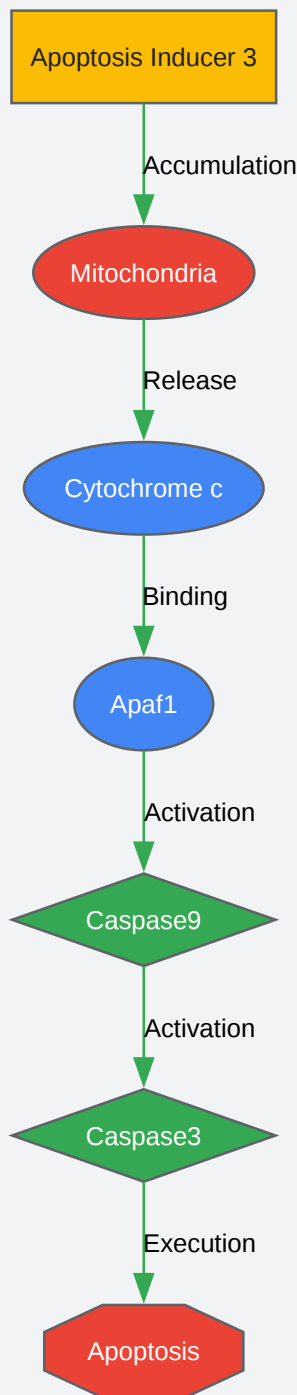 Apoptosis Inducer 3
Accumulation
Mitochondria
Release
Cytochrome c
Binding
Apaf1
Activation
Caspase9
Activation
Caspase3
Execution
Apoptosis